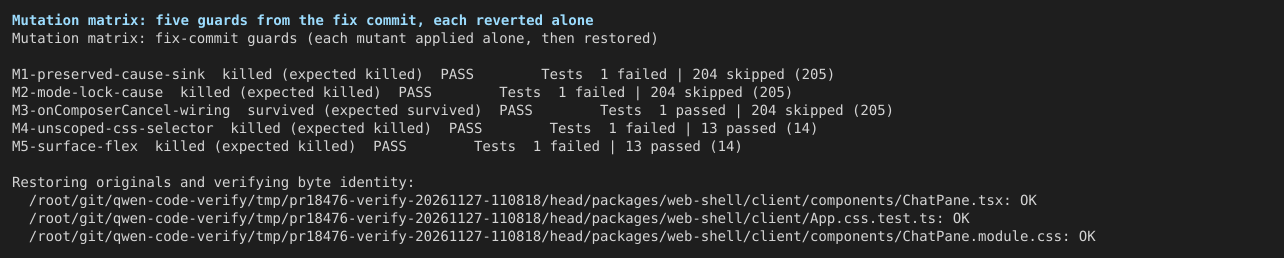 Mutation matrix: five guards from the fix commit, each reverted alone
Mutation matrix: fix-commit guards (each mutant applied alone, then restored)
M1-preserved-cause-sink killed (expected killed) PASS Tests 1 failed | 204 skipped (205)
M2-mode-lock-cause killed (expected killed) PASS Tests 1 failed | 204 skipped (205)
M3-onComposerCancel-wiring survived (expected survived) PASS Tests 1 passed | 204 skipped (205)
M4-unscoped-css-selector killed (expected killed) PASS Tests 1 failed | 13 passed (14)
M5-surface-flex killed (expected killed) PASS Tests 1 failed | 13 passed (14)
Restoring originals and verifying byte identity:
/root/git/qwen-code-verify/tmp/pr18476-verify-20261127-110818/head/packages/web-shell/client/components/ChatPane.tsx: OK
/root/git/qwen-code-verify/tmp/pr18476-verify-20261127-110818/head/packages/web-shell/client/App.css.test.ts: OK
/root/git/qwen-code-verify/tmp/pr18476-verify-20261127-110818/head/packages/web-shell/client/components/ChatPane.module.css: OK